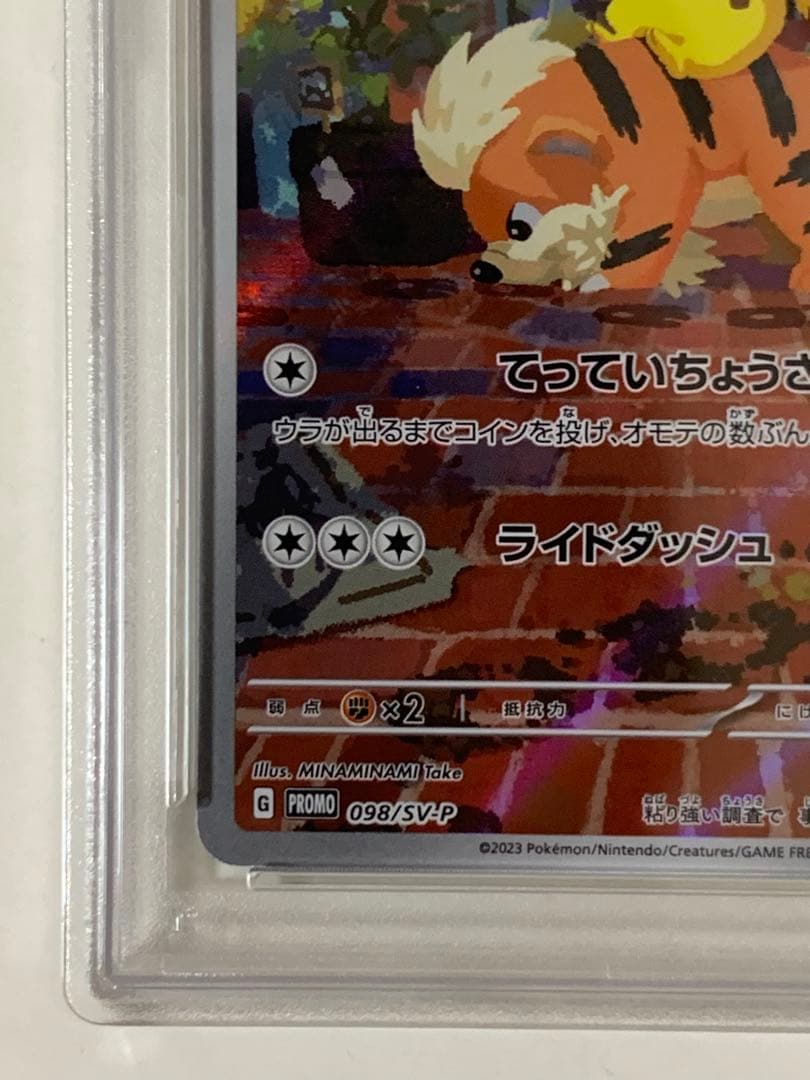 てっていちょうさ
ウラが出るまでコインを投げ、オモテの数ぶん
ライドダッシュ
弱点 ×2 抵抗力 にげ
Illus. MINAMINAMI Take
G PROMO 098/SV-P
粘り強い調査で 事
©2023 Pokémon/Nintendo/Creatures/GAME FRE